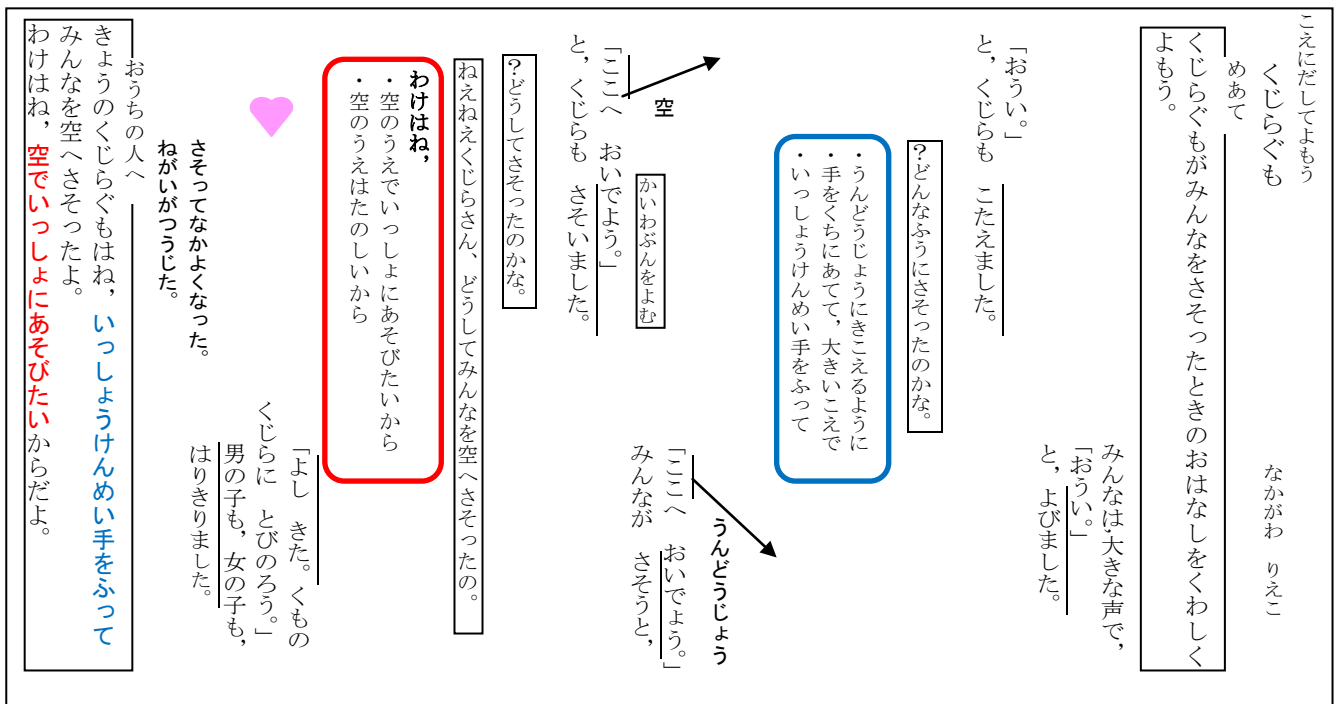 こえにだしてよもう
くじらぐも
なかがわ　りえこ
めあて
くじらぐもがみんなをさそったときのおはなしをくわしく
よもう。
みんなは,大きな声で,
「おうい。」
と，よびました。
「おうい。」
と，くじらも　こたえました。
？どんなふうにさそったのかな。
・うんどうじょうにきこえるように
・手をくちにあてて，大きいこえで
・いっしょうけんめい手をふって
うんどうじょう
「ここへ　おいでよう。」
みんなが　さそうと，
空
かいわぶんをよむ
「ここへ　おいでよう。」
と，くじらも　さそいました。
？どうしてさそったのかな。
ねえねえくじらさん、どうしてみんなを空へさそったの。
わけはね，
・空のうえでいっしょにあそびたいから
・空のうえはたのしいから
「よし　きた。くもの
くじらに　とびのろう。」
男の子も，女の子も，
はりきりました。
さそってなかよくなった。
ねがいがつうじた。
おうちの人へ
きょうのくじらぐもはね，いっしょうけんめい手をふって
みんなを空へさそったよ。
わけはね，空でいっしょにあそびたいからだよ。